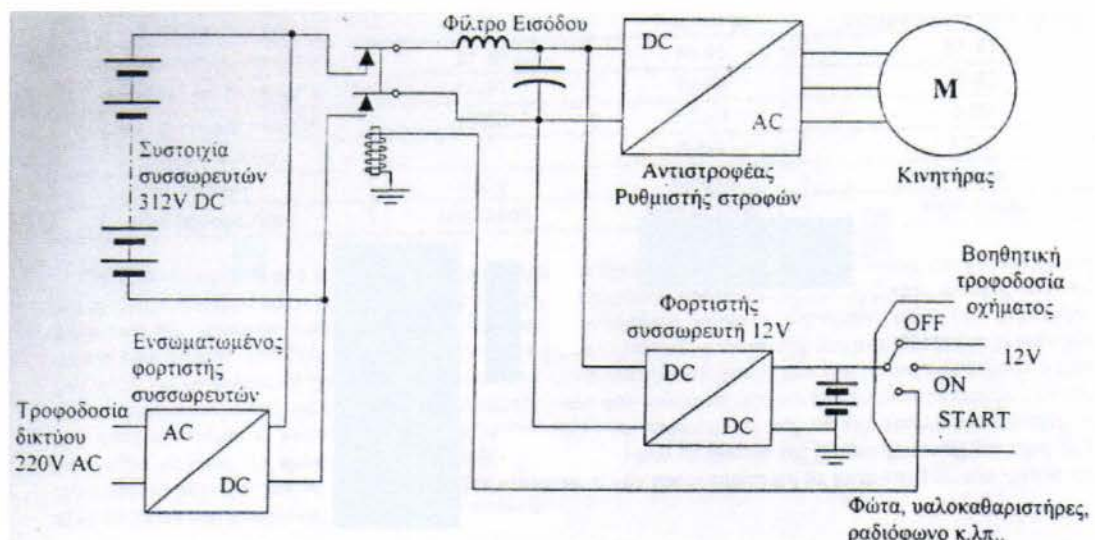 Φίλτρο Εισόδου
DC
AC
M
Συστοιχία
συσσωρευτών
312V DC
Αντιστροφέας
Ρυθμιστής στροφών
Κινητήρας
Βοηθητική
τροφοδοσία
οχήματος
Φορτιστής
συσσωρευτή 12V
OFF
12V
ON
START
DC
DC
Ενσωματωμένος
φορτιστής
συσσωρευτών
Τροφοδοσία
δικτύου
220V AC
AC
DC
Φώτα, υαλοκαθαριστήρες,
ραδιόφωνο κ.λπ..